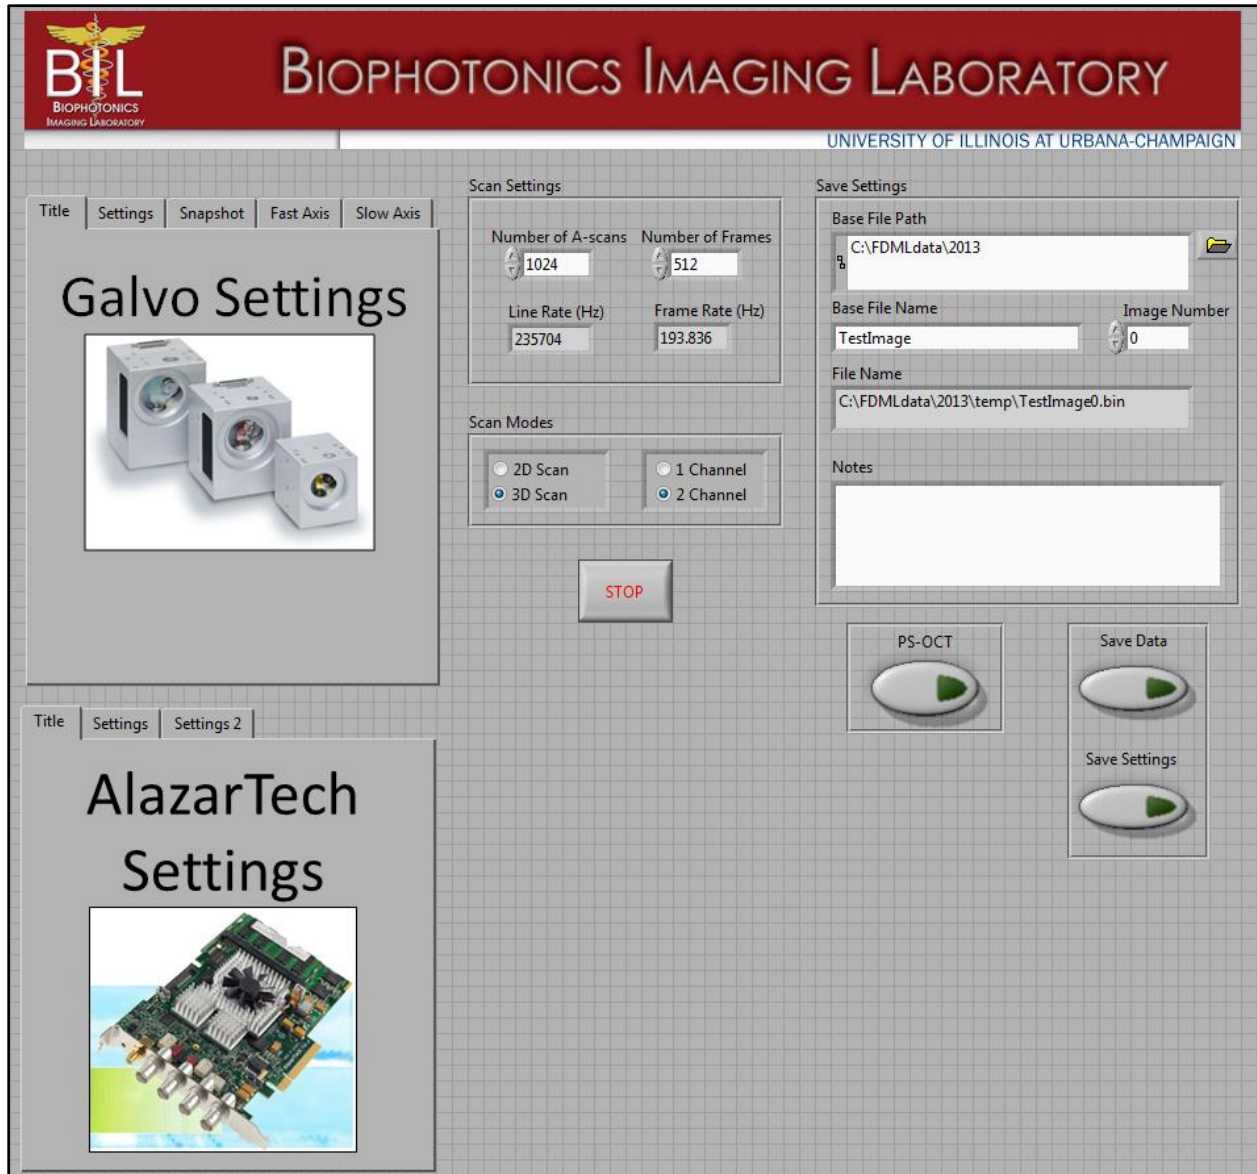 BIL
BIOPHOTONICS
IMAGING LABORATORY
BIOPHOTONICS IMAGING LABORATORY
UNIVERSITY OF ILLINOIS AT URBANA-CHAMPAIGN
Title Settings Snapshot Fast Axis Slow Axis
Galvo Settings
Scan Settings
Number of A-scans Number of Frames
1024 512
Line Rate (Hz) Frame Rate (Hz)
235704 193.836
Scan Modes
2D Scan 1 Channel
3D Scan 2 Channel
STOP
Save Settings
Base File Path
C:\FDMLdata\2013
Base File Name Image Number
TestImage 0
File Name
C:\FDMLdata\2013\temp\TestImage0.bin
Notes
PS-OCT Save Data
Save Settings
Title Settings Settings 2
AlazarTech
Settings